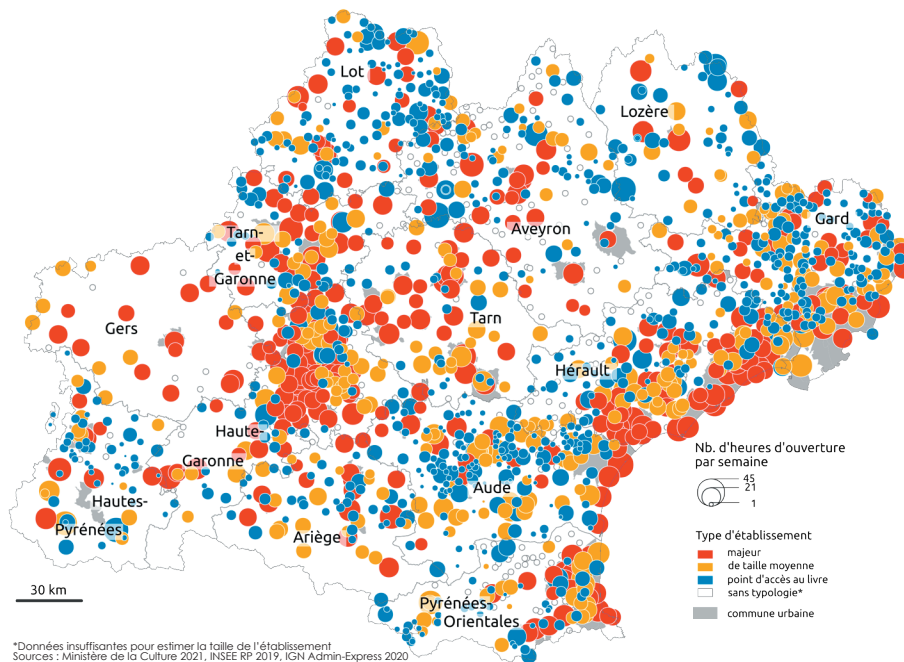 Lot
Lozère
Gard
Tarn-
et-
Garonne
Aveyron
Gers
Tarn
Hérault
Haute-
Garonne
Aude
Hautes-
Pyrénées
Ariège
Pyrénées-
Orientales
Nb. d'heures d'ouverture
par semaine
45
21
1
Type d'établissement
majeur
de taille moyenne
point d'accès au livre
sans typologie*
commune urbaine
30 km
*Données insuffisantes pour estimer la taille de l'établissement
Sources : Ministère de la Culture 2021, INSEE RP 2019, IGN Admin-Express 2020